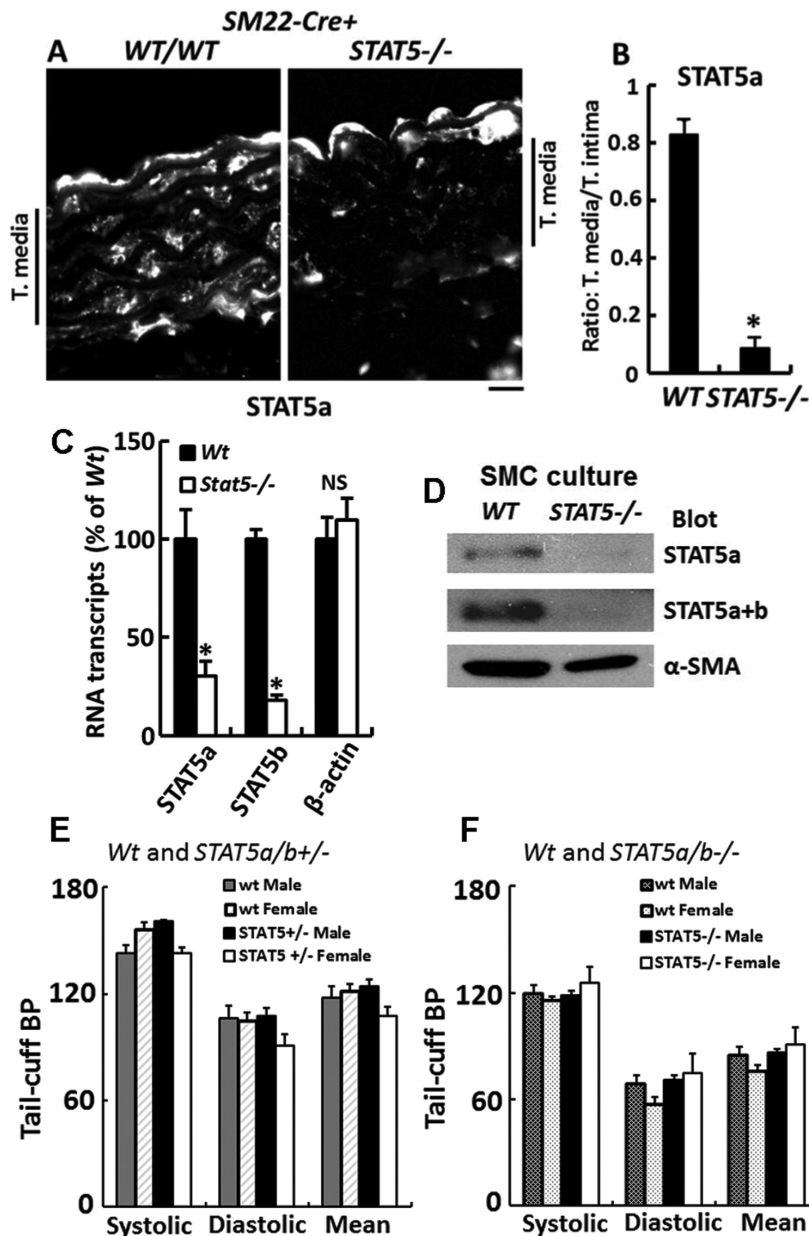 SM22-Cre+
A
WT/WT
STAT5-/-
T. media
T. media
STAT5a
B
STAT5a
Ratio: T. media/T. intima
1
0.8
0.6
0.4
0.2
0
*
WT STAT5-/-
C
RNA transcripts (% of Wt)
150
100
50
0
Wt
Stat5-/-
NS
*
*
STAT5a
STAT5b
β-actin
D
SMC culture
WT STAT5-/- Blot
STAT5a
STAT5a+b
α-SMA
E
Wt and STAT5a/b+/-
Tail-cuff BP
180
120
60
0
wt Male
wt Female
STAT5+/- Male
STAT5 +/- Female
Systolic Diastolic Mean
F
Wt and STAT5a/b-/-
Tail-cuff BP
180
120
60
0
wt Male
wt Female
STAT5-/- Male
STAT5-/- Female
Systolic Diastolic Mean